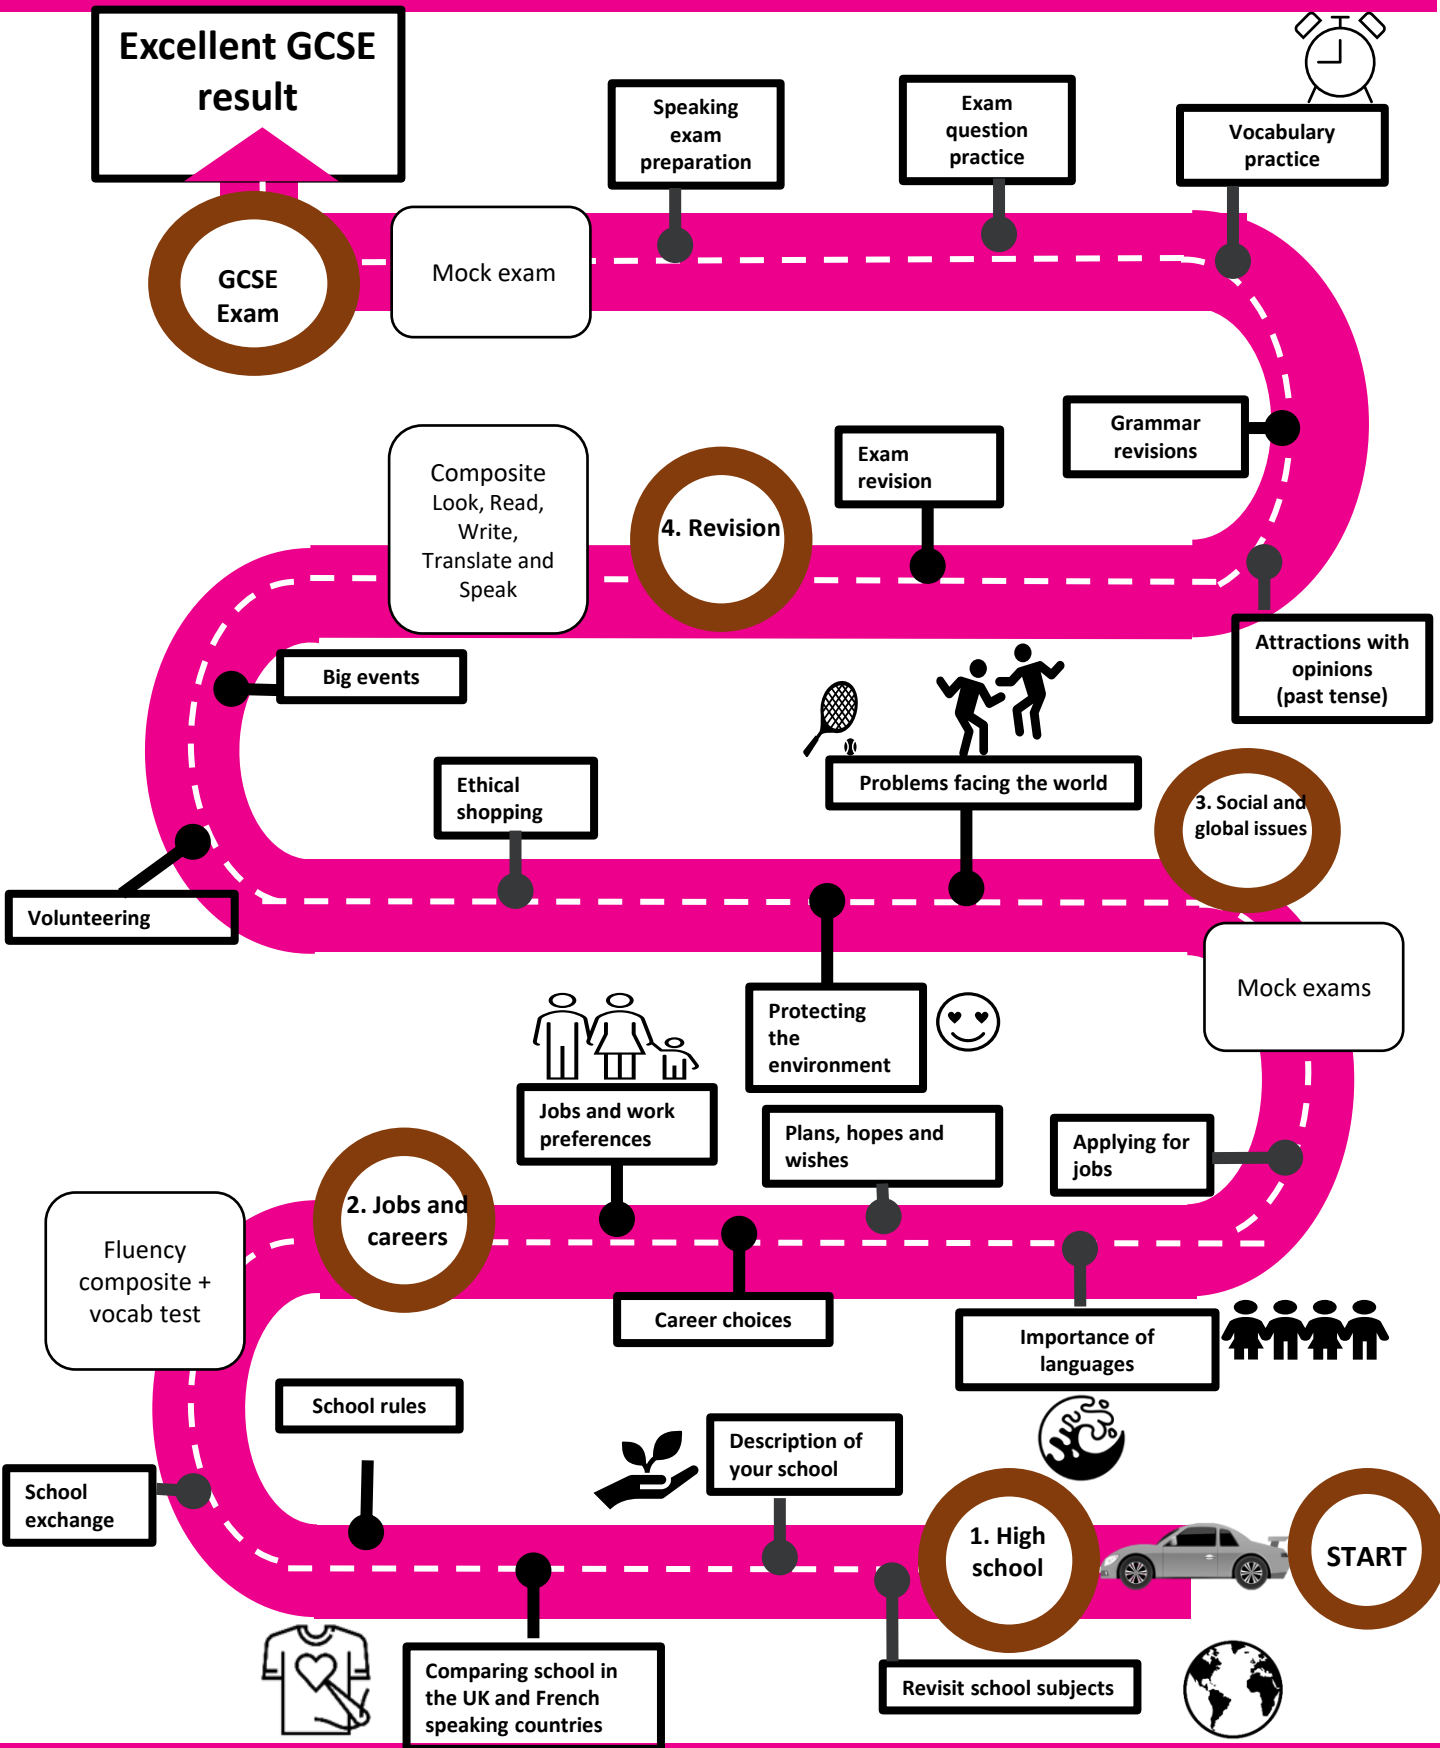 Excellent GCSE
result
Speaking
exam
preparation
Exam
question
practice
Vocabulary
practice
GCSE
Exam
Mock exam
Grammar
revisions
Composite
Look, Read,
Write,
Translate and
Speak
4. Revision
Exam
revision
Attractions with
opinions
(past tense)
Big events
Ethical
shopping
Problems facing the world
3. Social and
global issues
Volunteering
Protecting
the
environment
Mock exams
Jobs and work
preferences
Plans, hopes and
wishes
Applying for
jobs
2. Jobs and
careers
Fluency
composite +
vocab test
Career choices
Importance of
languages
School rules
Description of
your school
School
exchange
1. High
school
START
Comparing school in
the UK and French
speaking countries
Revisit school subjects